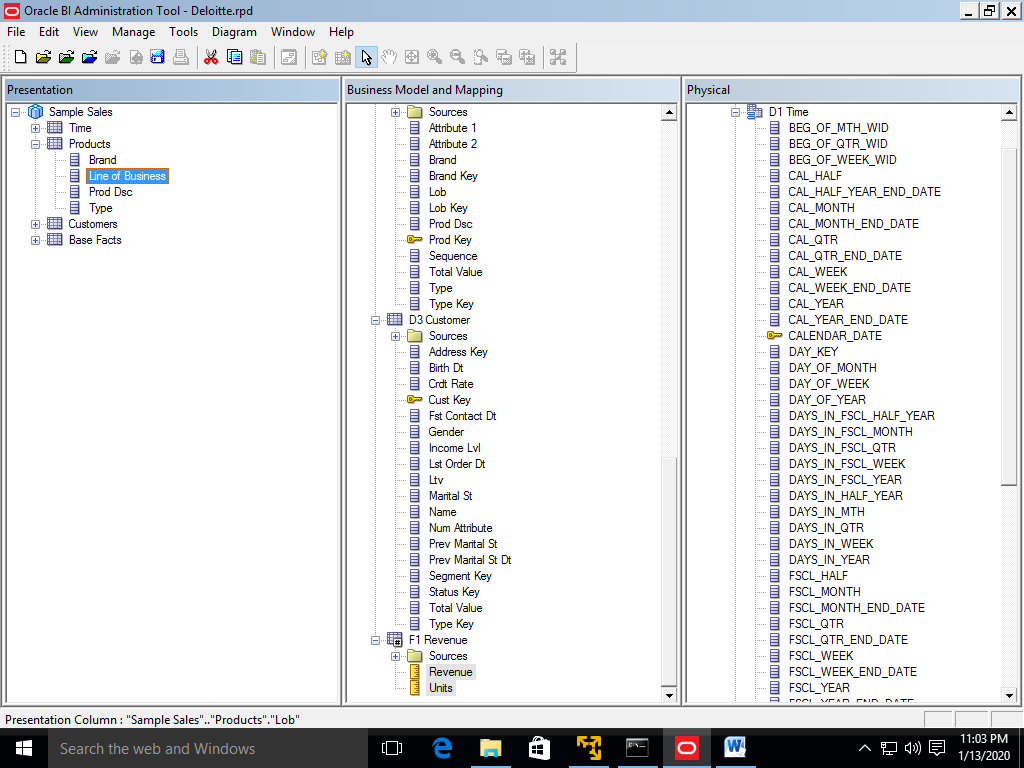 Oracle BI Administration Tool - Deloitte.rpd
File Edit View Manage Tools Diagram Window Help
Presentation
Sample Sales
Time
Products
Brand
Line of Business
Prod Dsc
Type
Customers
Base Facts
Business Model and Mapping
Sources
Attribute 1
Attribute 2
Brand
Brand Key
Lob
Lob Key
Prod Dsc
Prod Key
Sequence
Total Value
Type
Type Key
D3 Customer
Sources
Address Key
Birth Dt
Crdt Rate
Cust Key
Fst Contact Dt
Gender
Income Lvl
Lst Order Dt
Ltv
Marital St
Name
Num Attribute
Prev Marital St
Prev Marital St Dt
Segment Key
Status Key
Total Value
Type Key
F1 Revenue
Sources
Revenue
Units
Physical
D1 Time
BEG_OF_MTH_WID
BEG_OF_QTR_WID
BEG_OF_WEEK_WID
CAL_HALF
CAL_HALF_YEAR_END_DATE
CAL_MONTH
CAL_MONTH_END_DATE
CAL_QTR
CAL_QTR_END_DATE
CAL_WEEK
CAL_WEEK_END_DATE
CAL_YEAR
CAL_YEAR_END_DATE
CALENDAR_DATE
DAY_KEY
DAY_OF_MONTH
DAY_OF_WEEK
DAY_OF_YEAR
DAYS_IN_FSCL_HALF_YEAR
DAYS_IN_FSCL_MONTH
DAYS_IN_FSCL_QTR
DAYS_IN_FSCL_WEEK
DAYS_IN_FSCL_YEAR
DAYS_IN_HALF_YEAR
DAYS_IN_MTH
DAYS_IN_QTR
DAYS_IN_WEEK
DAYS_IN_YEAR
FSCL_HALF
FSCL_MONTH
FSCL_MONTH_END_DATE
FSCL_QTR
FSCL_QTR_END_DATE
FSCL_WEEK
FSCL_WEEK_END_DATE
FSCL_YEAR
FSCL_YEAR_END_DATE
Presentation Column : "Sample Sales".."Products"."Lob"
Search the web and Windows
11:03 PM
1/13/2020